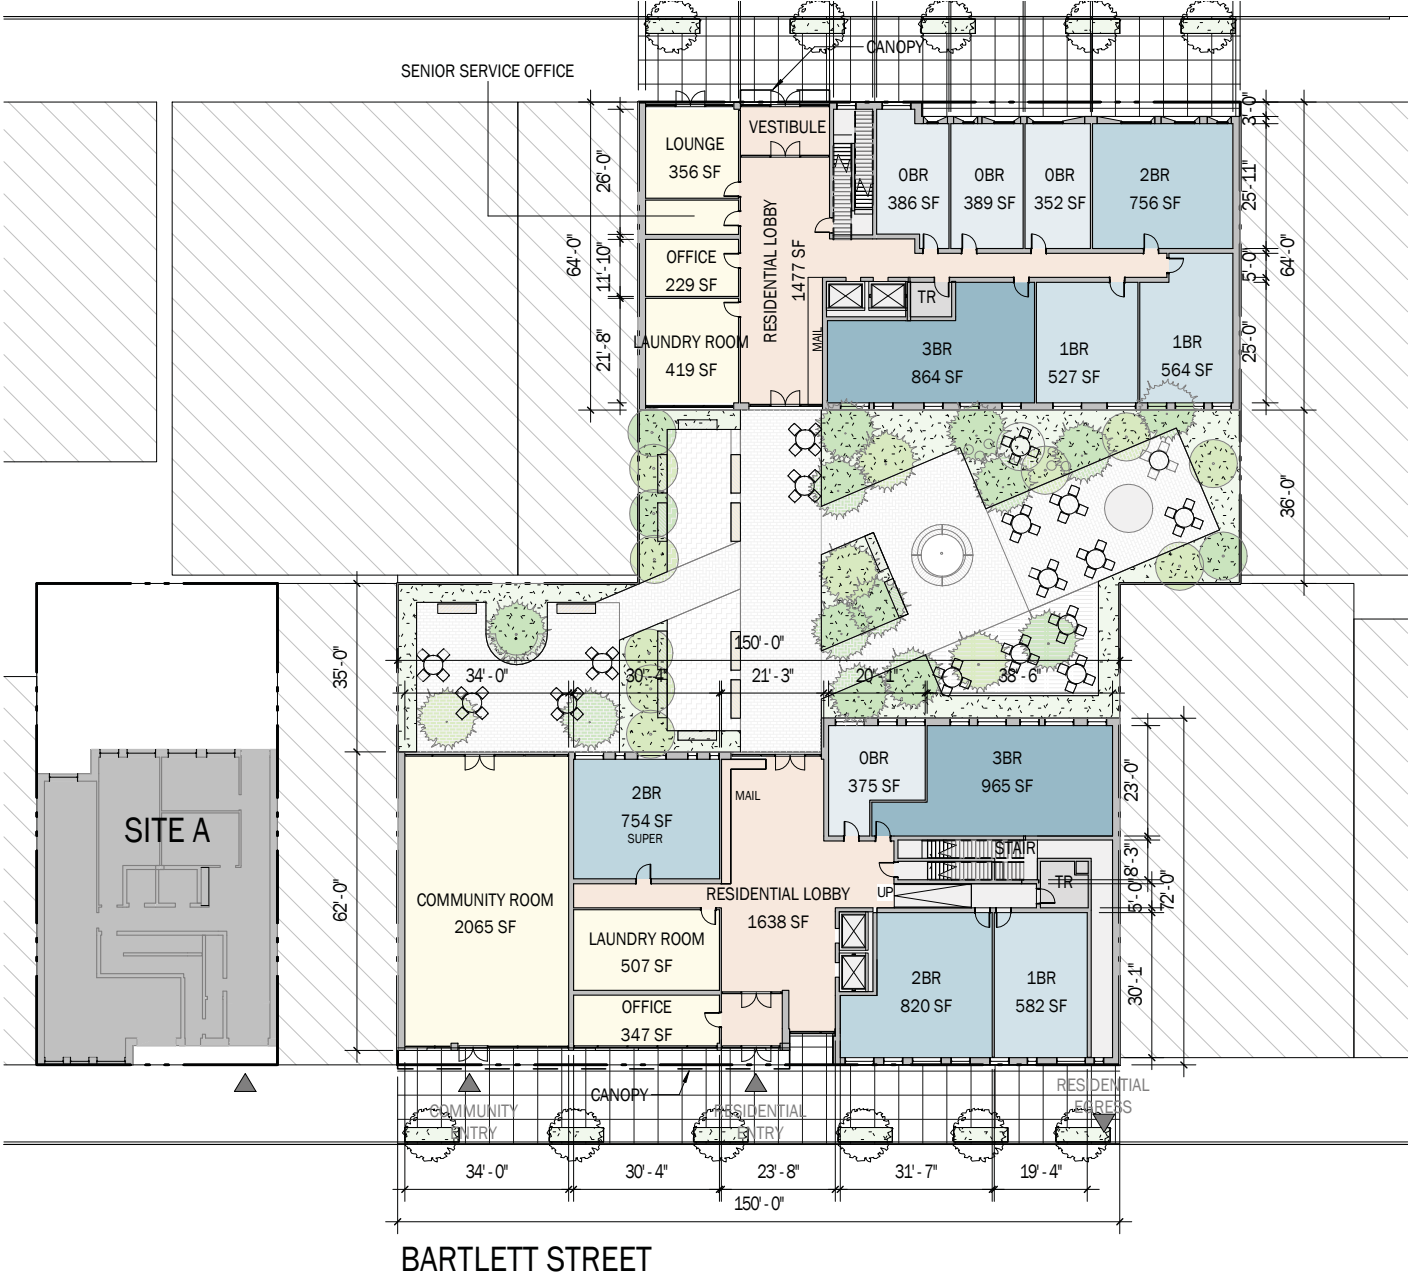 CANOPY
SENIOR SERVICE OFFICE
VESTIBULE
LOUNGE
356 SF
0BR
386 SF
0BR
389 SF
0BR
352 SF
2BR
756 SF
3'-0"
25'-11"
26'-0"
64'-0"
11'-10"
21'-8"
OFFICE
229 SF
RESIDENTIAL LOBBY
1477 SF
5'-0"
64'-0"
TR
LAUNDRY ROOM
419 SF
MAIL
3BR
864 SF
1BR
527 SF
1BR
564 SF
25'-0"
36'-0"
35'-0"
150'-0"
34'-0"
30'-4"
21'-3"
20'-1"
38'-6"
SITE A
62'-0"
COMMUNITY ROOM
2065 SF
2BR
754 SF
SUPER
MAIL
0BR
375 SF
3BR
965 SF
23'-0"
STAIR
8'-3"
TR
5'-0"
72'-0"
UP
RESIDENTIAL LOBBY
1638 SF
LAUNDRY ROOM
507 SF
OFFICE
347 SF
2BR
820 SF
1BR
582 SF
30'-1"
CANOPY
COMMUNITY
ENTRY
RESIDENTIAL
ENTRY
RESIDENTIAL
EGRESS
34'-0"
30'-4"
23'-8"
31'-7"
19'-4"
150'-0"
BARTLETT STREET